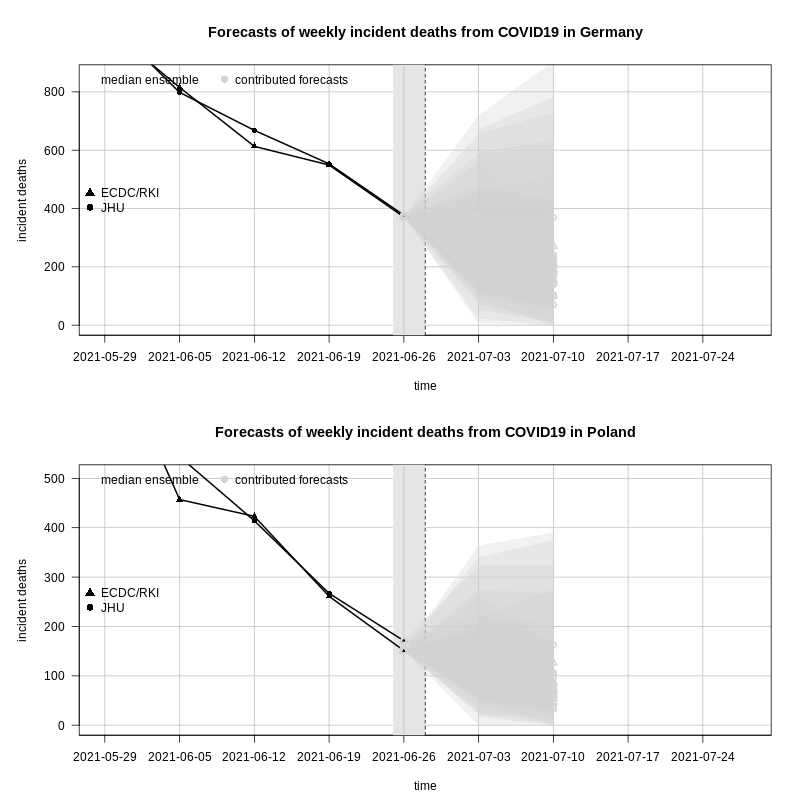 Forecasts of weekly incident deaths from COVID19 in Germany
median ensemble contributed forecasts
800
600
400
200
0
incident deaths
ECDC/RKI
JHU
2021-05-29 2021-06-05 2021-06-12 2021-06-19 2021-06-26 2021-07-03 2021-07-10 2021-07-17 2021-07-24
time
Forecasts of weekly incident deaths from COVID19 in Poland
median ensemble contributed forecasts
500
400
300
200
100
0
incident deaths
ECDC/RKI
JHU
2021-05-29 2021-06-05 2021-06-12 2021-06-19 2021-06-26 2021-07-03 2021-07-10 2021-07-17 2021-07-24
time